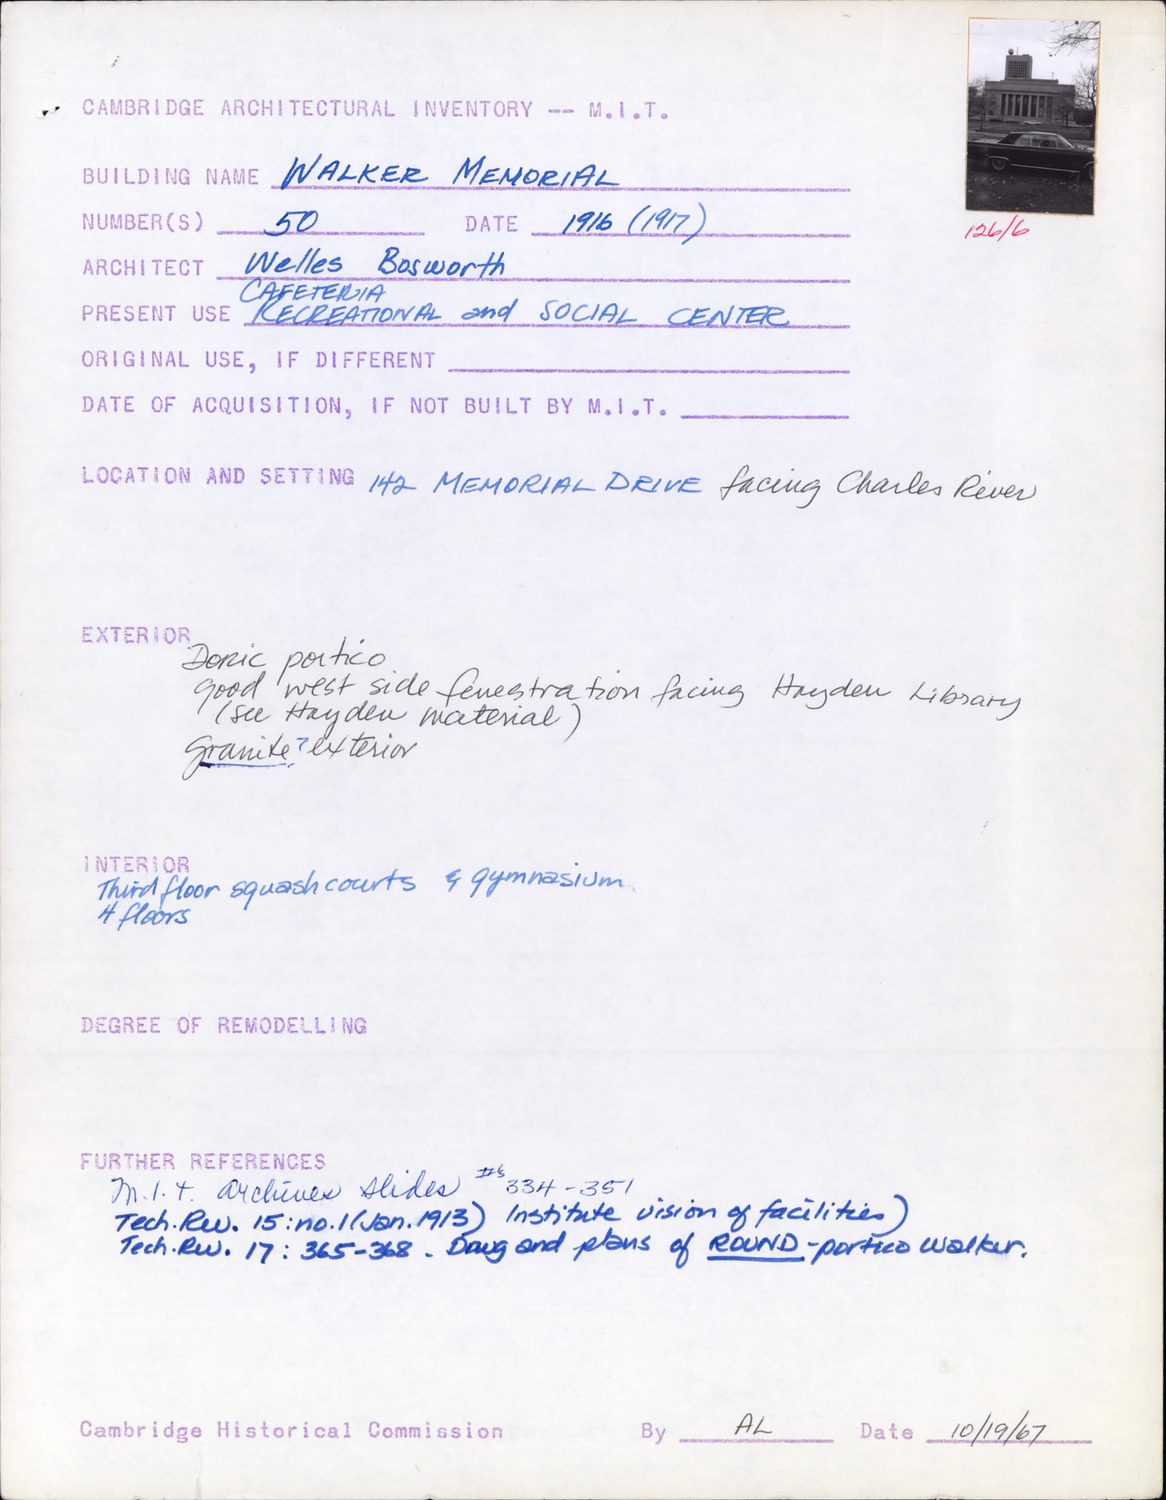 CAMBRIDGE ARCHITECTURAL INVENTORY -- M.I.T.
126/6
BUILDING NAME WALKER MEMORIAL
NUMBER(S) 50 DATE 1916 (1917)
ARCHITECT Welles Bosworth
CAFETERIA
PRESENT USE RECREATIONAL and SOCIAL CENTER
ORIGINAL USE, IF DIFFERENT
DATE OF ACQUISITION, IF NOT BUILT BY M.I.T.
LOCATION AND SETTING 142 MEMORIAL DRIVE facing Charles River
EXTERIOR
Doric portico
good west side fenestration facing Hayden Library
(see Hayden material)
Granite? exterior
INTERIOR
Third floor squash courts & gymnasium
4 floors
DEGREE OF REMODELLING
FURTHER REFERENCES
M.I.T. Archives slides #s 334-351
Tech. Rev. 15: no. 1 (Jan. 1913) Institute vision of facilities)
Tech. Rev. 17: 365-368. Dwg and plans of ROUND-portico Walker.
Cambridge Historical Commission By AL Date 10/19/67